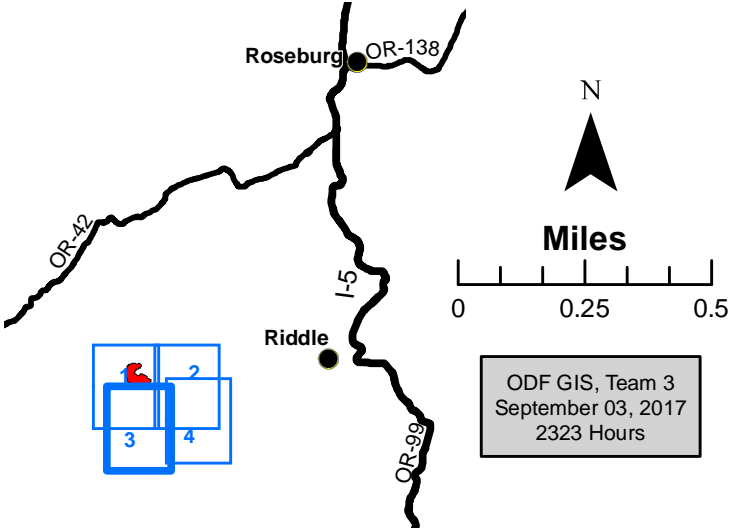 Roseburg
OR-138
N
OR-42
I-5
Miles
0 0.25 0.5
Riddle
1
2
3
4
OR-99
ODF GIS, Team 3
September 03, 2017
2323 Hours